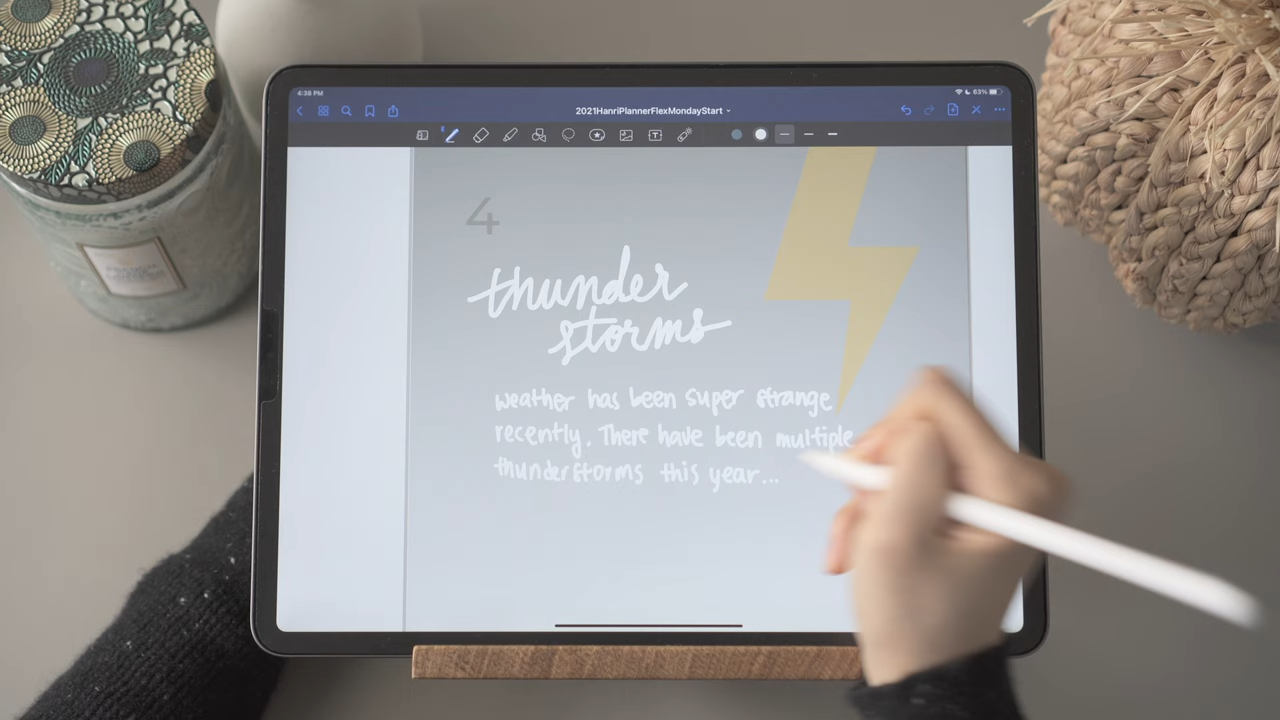 4:38 PM
63%
2021HanriPlannerFlexMondayStart
4
thunder
storms
weather has been super strange
recently. There have been multiple
thunderstorms this year...